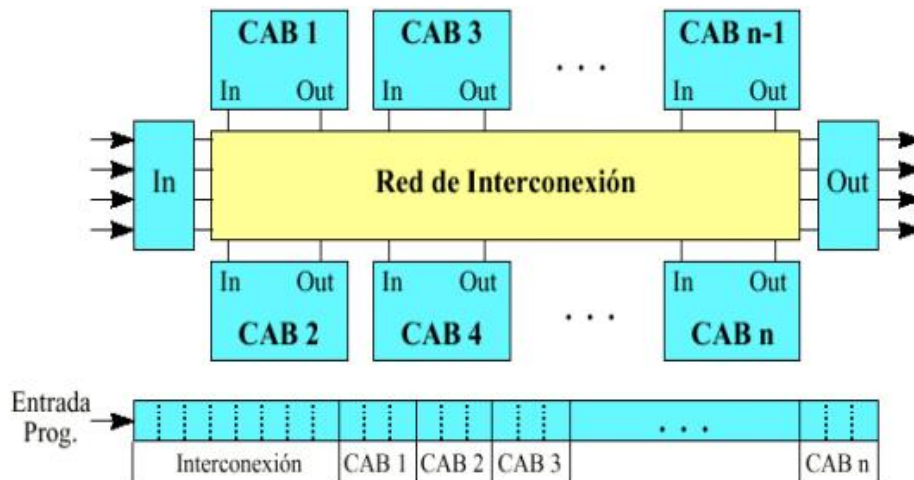 CAB 1 CAB 3 . . . CAB n-1
In Out In Out In Out
In Red de Interconexión Out
In Out In Out In Out
CAB 2 CAB 4 . . . CAB n
Entrada
Prog.
. . .
Interconexión CAB 1 CAB 2 CAB 3 CAB n